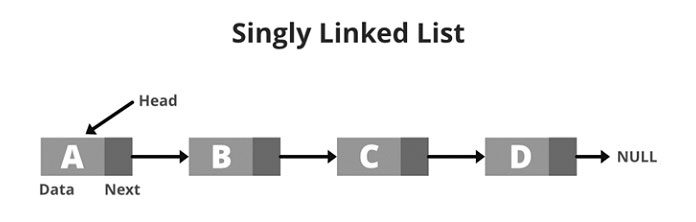 Singly Linked List
Head
A B C D NULL
Data Next